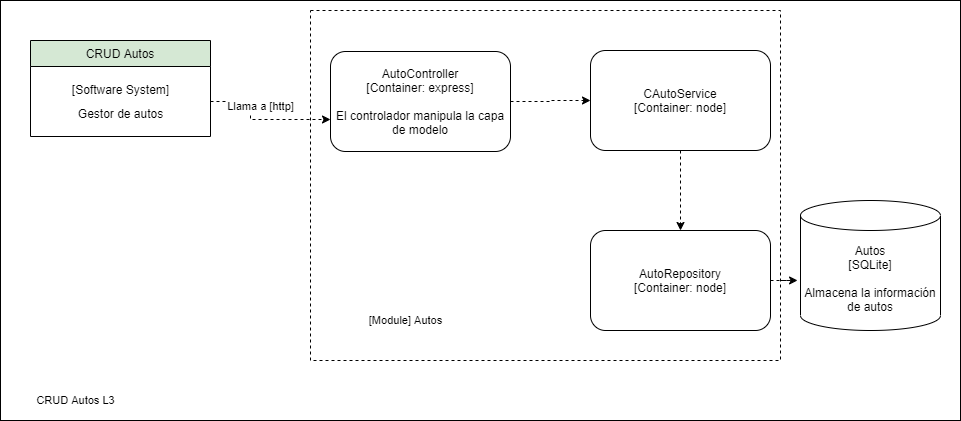 CRUD Autos
[Software System]
Gestor de autos
Llama a [http]
AutoController
[Container: express]
El controlador manipula la capa
de modelo
CAutoService
[Container: node]
AutoRepository
[Container: node]
Autos
[SQLite]
Almacena la información
de autos
[Module] Autos
CRUD Autos L3